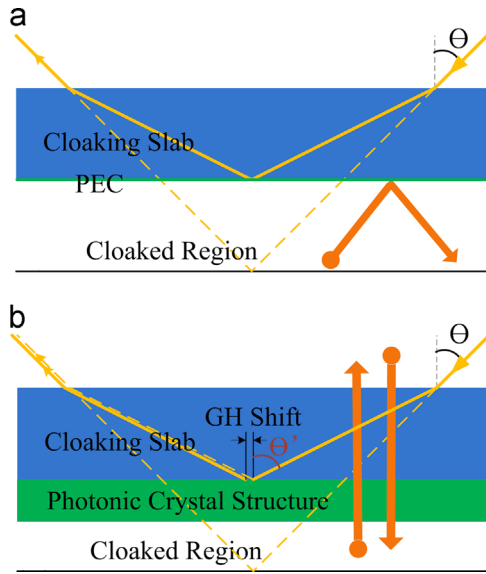 a
Θ
Cloaking Slab
PEC
Cloaked Region
b
Θ
GH Shift
Θ'
Cloaking Slab
Photonic Crystal Structure
Cloaked Region